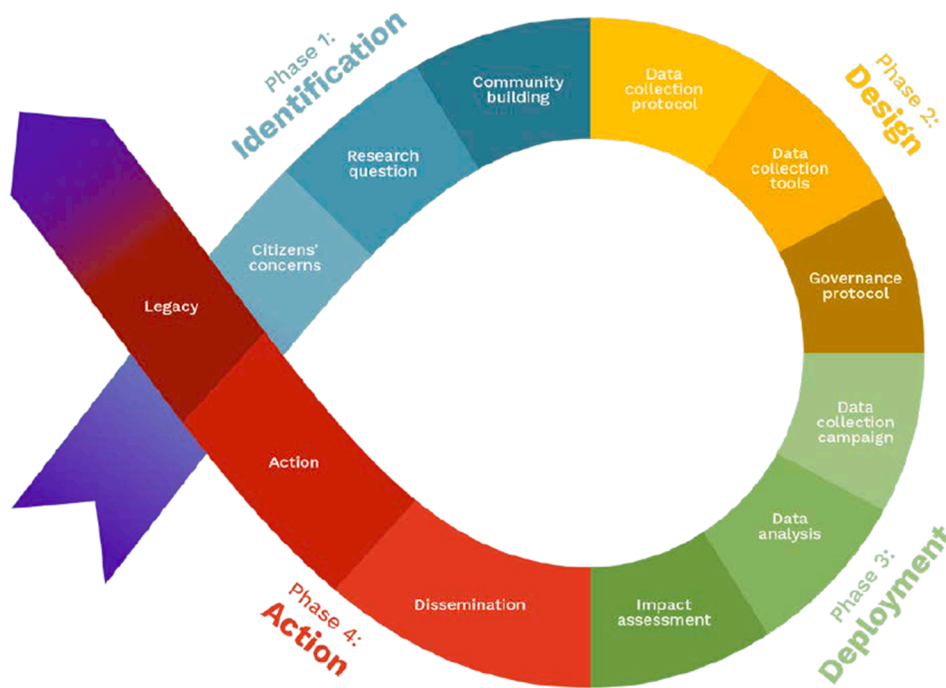 Phase 1:
Identification
Citizens'
concerns
Research
question
Community
building
Phase 2:
Design
Data
collection
protocol
Data
collection
tools
Governance
protocol
Phase 3:
Deployment
Data
collection
campaign
Data
analysis
Impact
assessment
Phase 4:
Action
Dissemination
Action
Legacy